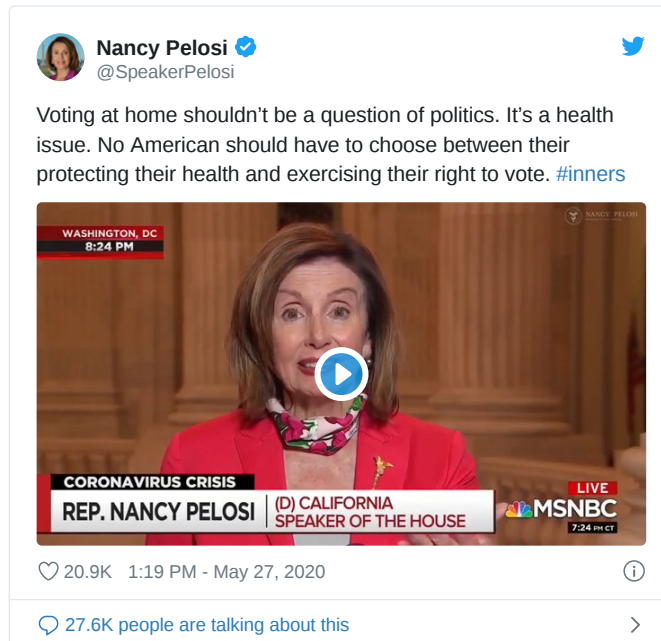 Nancy Pelosi
@SpeakerPelosi
Voting at home shouldn't be a question of politics. It's a health
issue. No American should have to choose between their
protecting their health and exercising their right to vote. #inners
NANCY PELOSI
WASHINGTON, DC
8:24 PM
CORONAVIRUS CRISIS
REP. NANCY PELOSI
(D) CALIFORNIA
SPEAKER OF THE HOUSE
LIVE
MSNBC
7:24 PM CT
20.9K 1:19 PM - May 27, 2020
27.6K people are talking about this